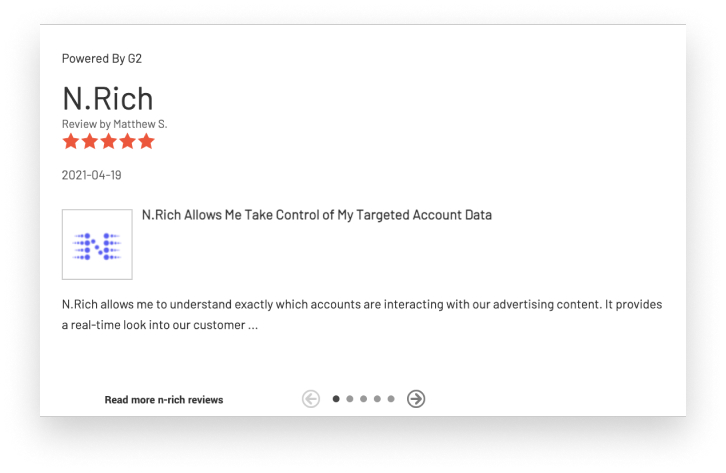 Powered By G2
N.Rich
Review by Matthew S.
2021-04-19
N.Rich Allows Me Take Control of My Targeted Account Data
N.Rich allows me to understand exactly which accounts are interacting with our advertising content. It provides
a real-time look into our customer ...
Read more n-rich reviews